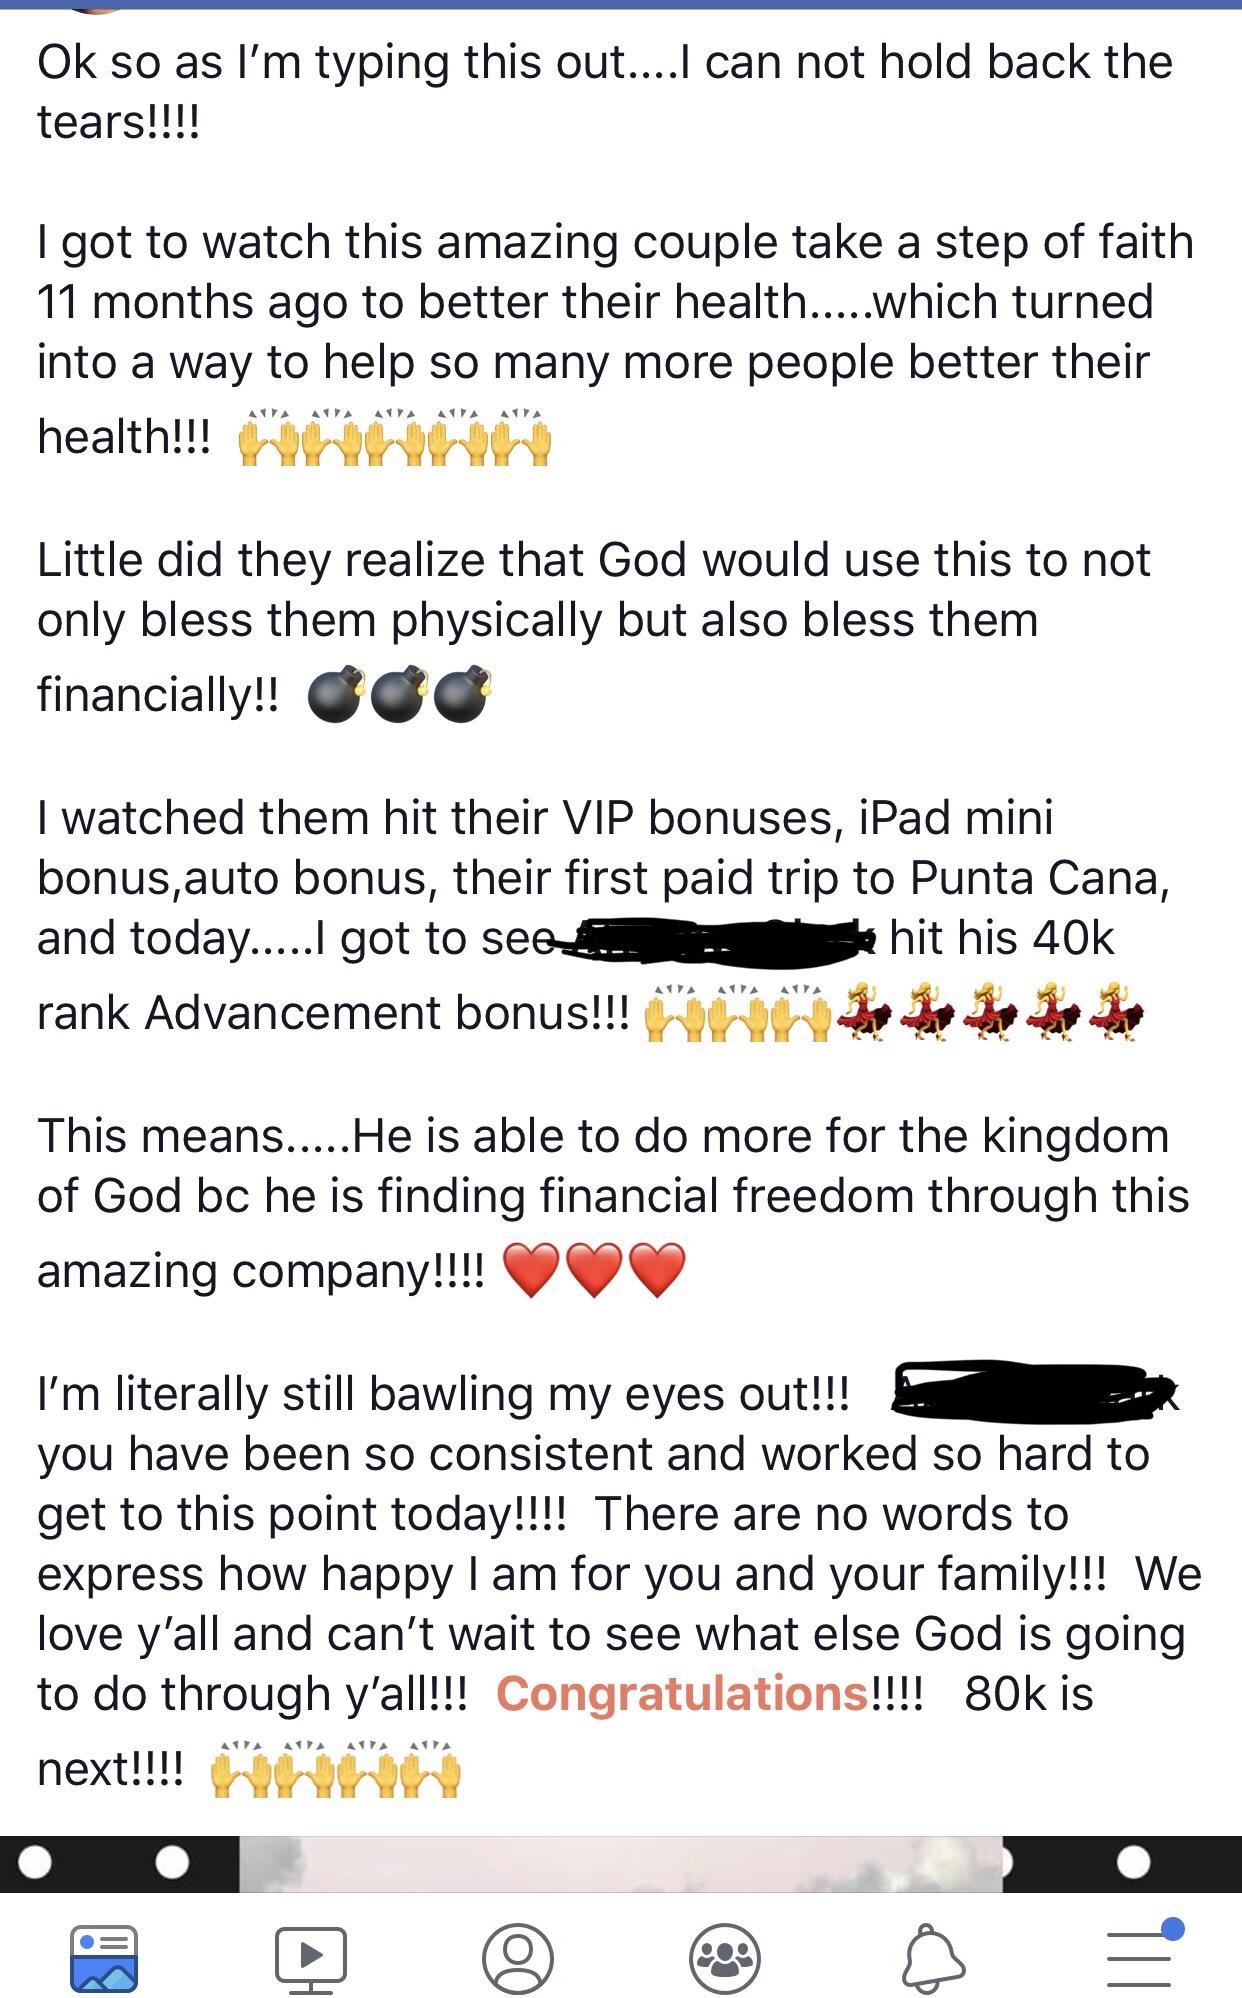 Ok so as I’m typing this out....I can not hold back the
tears!!!!
I got to watch this amazing couple take a step of faith
11 months ago to better their health.....which turned
into a way to help so many more people better their
health!!! 🙌🙌🙌🙌🙌
Little did they realize that God would use this to not
only bless them physically but also bless them
financially!! 💣💣💣
I watched them hit their VIP bonuses, iPad mini
bonus,auto bonus, their first paid trip to Punta Cana,
and today.....I got to see hit his 40k
rank Advancement bonus!!! 🙌🙌🙌💃💃💃💃💃
This means.....He is able to do more for the kingdom
of God bc he is finding financial freedom through this
amazing company!!!! ❤️❤️❤️
I’m literally still bawling my eyes out!!!
you have been so consistent and worked so hard to
get to this point today!!!! There are no words to
express how happy I am for you and your family!!! We
love y’all and can’t wait to see what else God is going
to do through y’all!!! Congratulations!!!! 80k is
next!!!! 🙌🙌🙌🙌